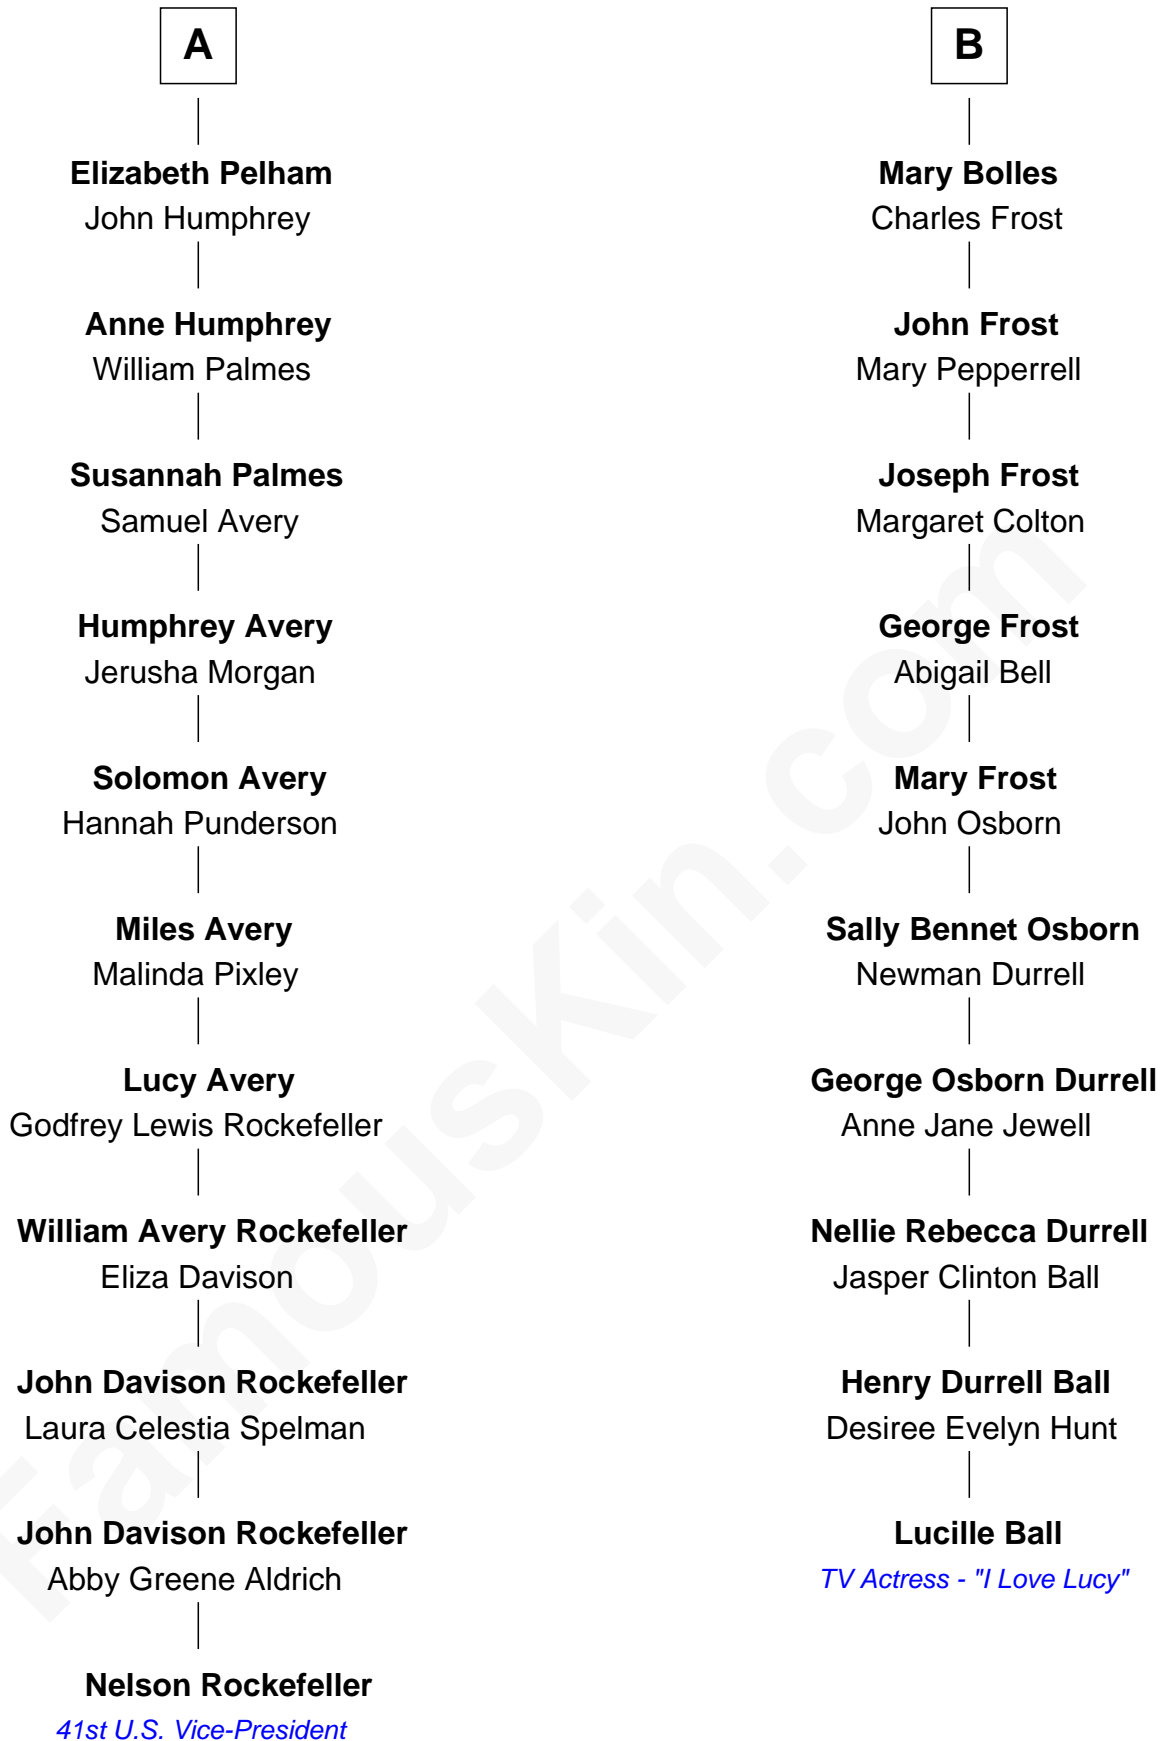 A
Elizabeth Pelham
John Humphrey
Anne Humphrey
William Palmes
Susannah Palmes
Samuel Avery
Humphrey Avery
Jerusha Morgan
Solomon Avery
Hannah Punderson
Miles Avery
Malinda Pixley
Lucy Avery
Godfrey Lewis Rockefeller
William Avery Rockefeller
Eliza Davison
John Davison Rockefeller
Laura Celestia Spelman
John Davison Rockefeller
Abby Greene Aldrich
Nelson Rockefeller
41st U.S. Vice-President
B
Mary Bolles
Charles Frost
John Frost
Mary Pepperrell
Joseph Frost
Margaret Colton
George Frost
Abigail Bell
Mary Frost
John Osborn
Sally Bennet Osborn
Newman Durrell
George Osborn Durrell
Anne Jane Jewell
Nellie Rebecca Durrell
Jasper Clinton Ball
Henry Durrell Ball
Desiree Evelyn Hunt
Lucille Ball
TV Actress - "I Love Lucy"
FamousKin.com